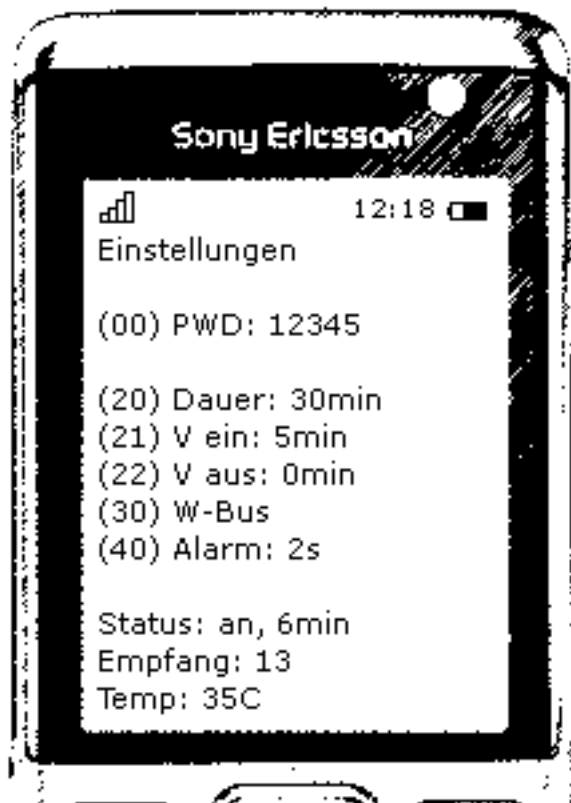 Sony Ericsson
12:18
Einstellungen
(00) PWD: 12345
(20) Dauer: 30min
(21) V ein: 5min
(22) V aus: 0min
(30) W-Bus
(40) Alarm: 2s
Status: an, 6min
Empfang: 13
Temp: 35C